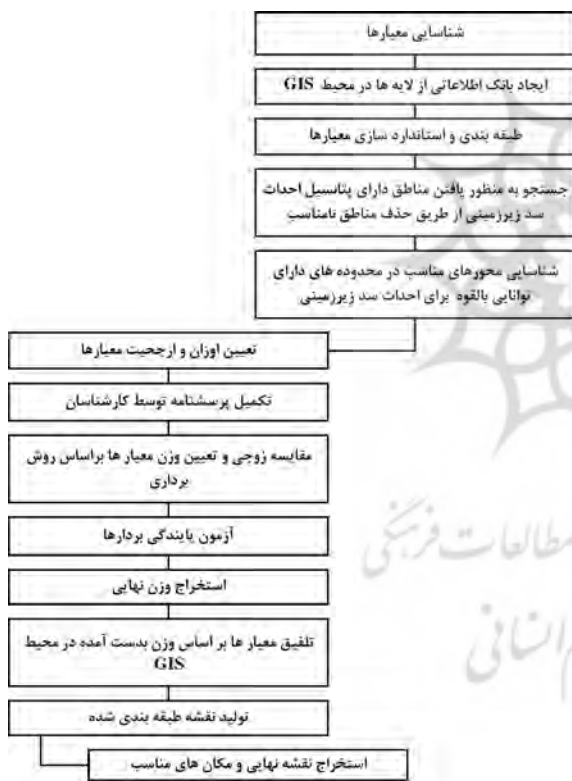 شناسایی معیارها
ایجاد بانک اطلاعاتی از لایه ها در محیط GIS
طبقه بندی و استاندارد سازی معیارها
جستجو به منظور یافتن مناطق دارای پتانسیل احداث
سد زیرزمینی از طریق حذف مناطق نامناسب
شناسایی محورهای مناسب در محدوده های دارای
توانایی بالقوه برای احداث سد زیرزمینی
تعیین اوزان و ارجحیت معیارها
تکمیل پرسشنامه توسط کارشناسان
مقایسه زوجی و تعیین وزن معیار ها براساس روش
برداری
آزمون پایندگی بردارها
استخراج وزن نهایی
تلفیق معیار ها بر اساس وزن بدست آمده در محیط
GIS
تولید نقشه طبقه بندی شده
استخراج نقشه نهایی و مکان های مناسب
مطالعات فرهنگی
انسانی